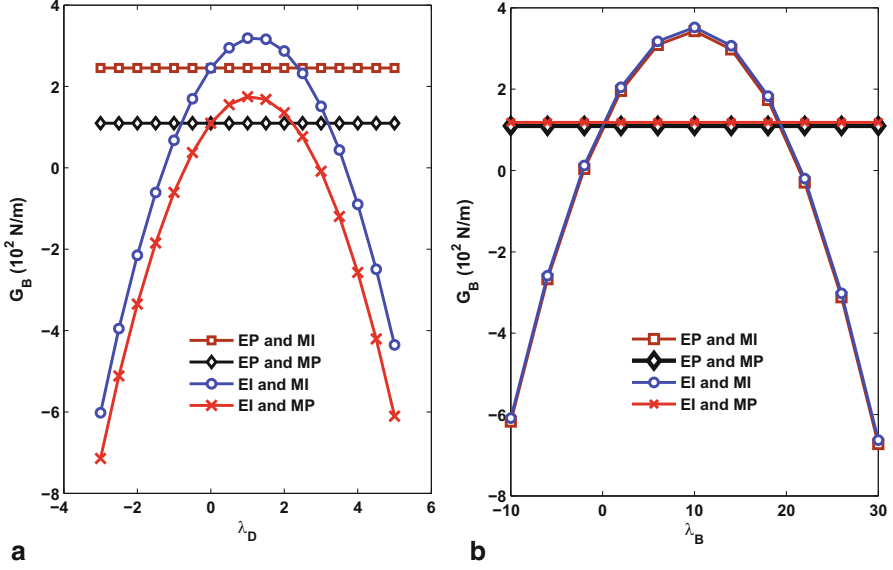 4
2
0
−2
−4
−6
−8
G_B (10^2 N/m)
EP and MI
EP and MP
EI and MI
EI and MP
−4
−2
0
2
4
6
λ_D
a
4
2
0
−2
−4
−6
−8
G_B (10^2 N/m)
EP and MI
EP and MP
EI and MI
EI and MP
−10
0
10
20
30
λ_B
b